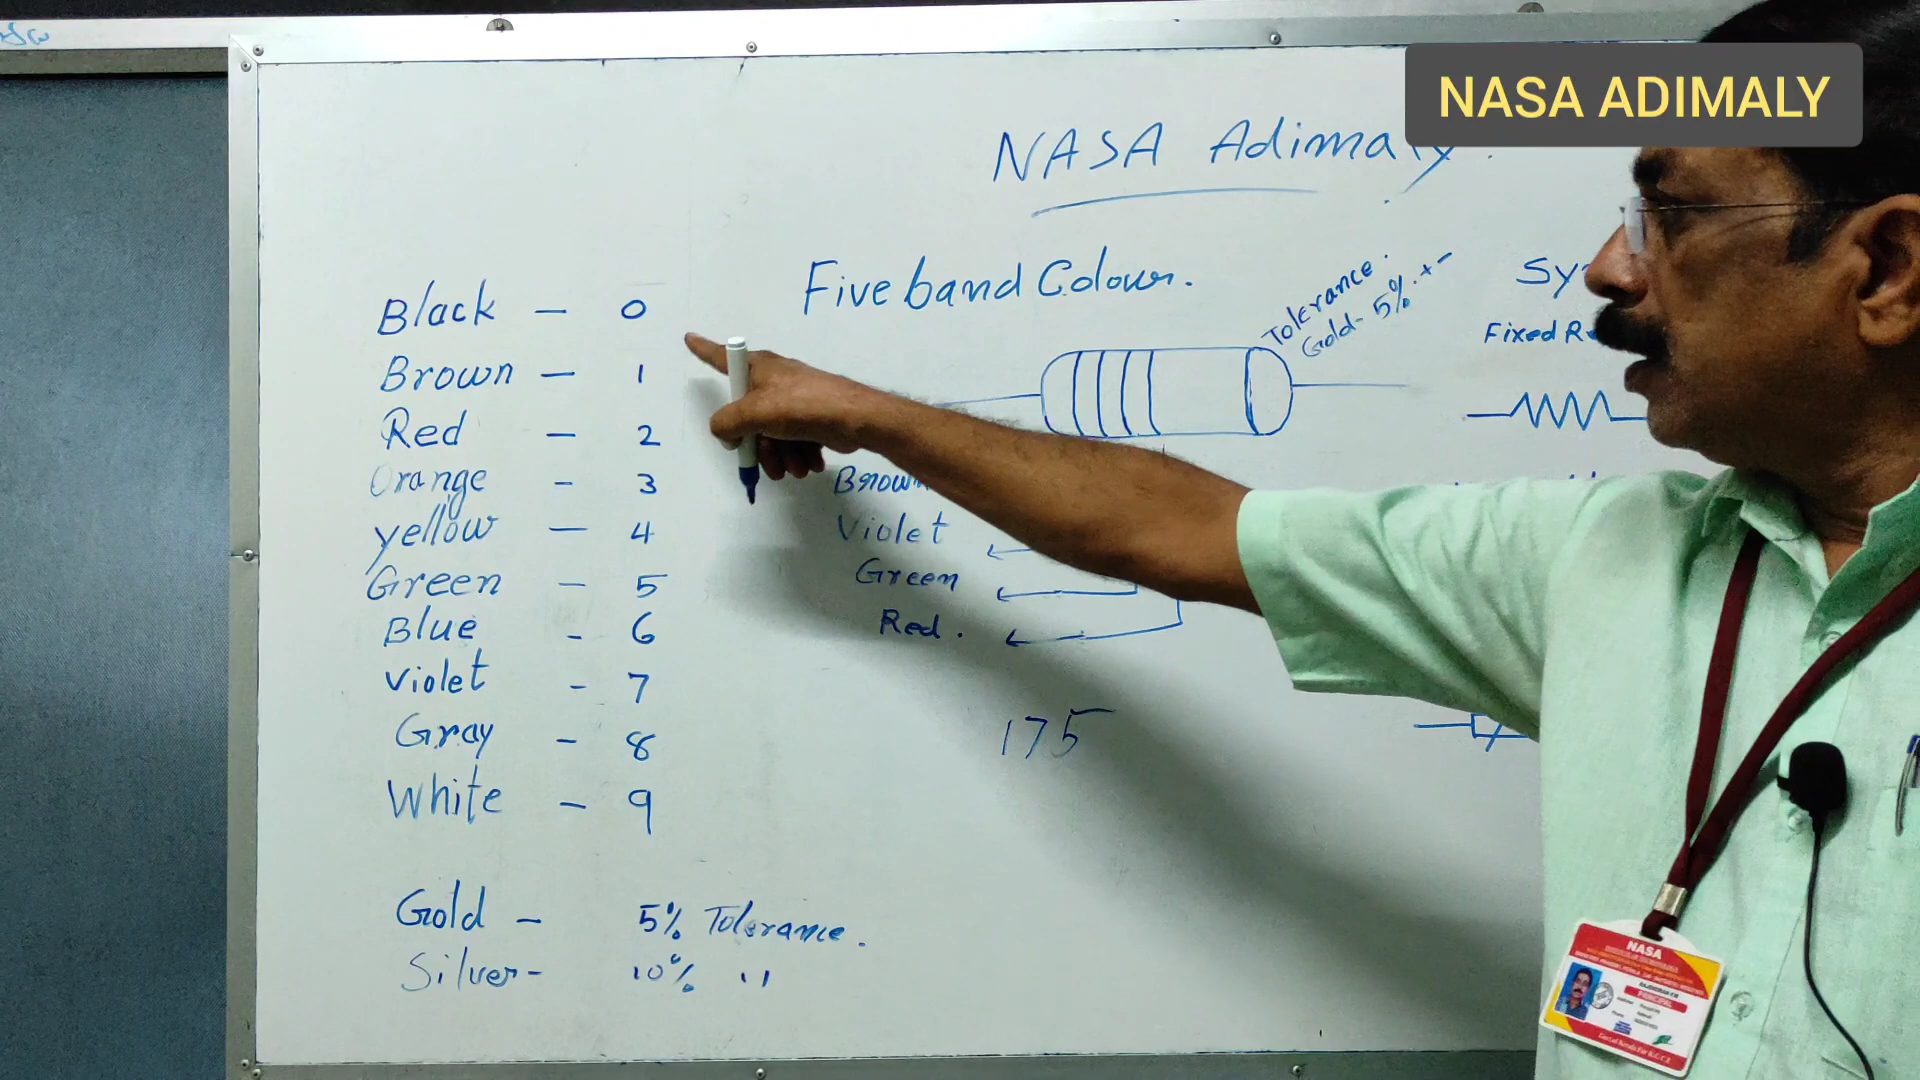 NASA ADIMALY
NASA Adimaly.
Five band Colour.
Tolerance.
Gold- 5%. + -
Fixed
Black - 0
Brown - 1
Red - 2
Orange - 3
yellow - 4
Green - 5
Blue - 6
Violet - 7
Gray - 8
White - 9
Gold - 5% Tolerance.
Silver - 10% "
Brown
Violet
Green
Red.
175
NASA
PRINCIPAL